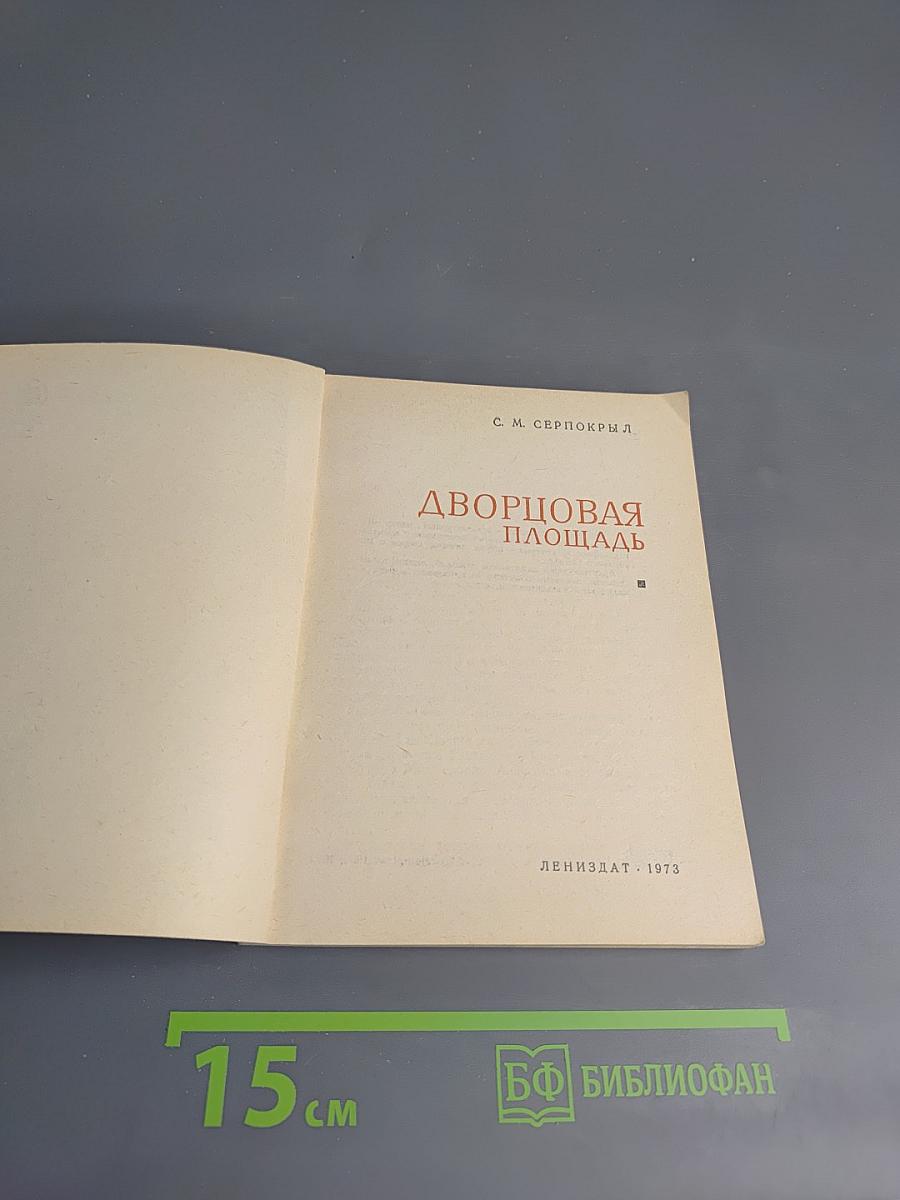 С. М. СЕРПОКРЫЛ
ДВОРЦОВАЯ
ПЛОЩАДЬ
ЛЕНИЗДАТ · 1973
15 см
БФ БИБЛИОФАН